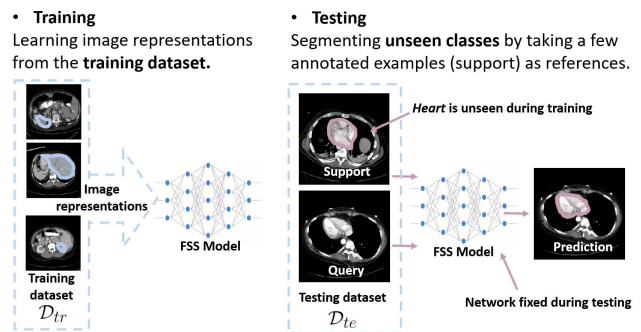 • Training
Learning image representations
from the training dataset.
Image
representations
FSS Model
Training
dataset
𝒟tr
• Testing
Segmenting unseen classes by taking a few
annotated examples (support) as references.
Heart is unseen during training
Support
Query
FSS Model
Prediction
Testing dataset
𝒟te
Network fixed during testing